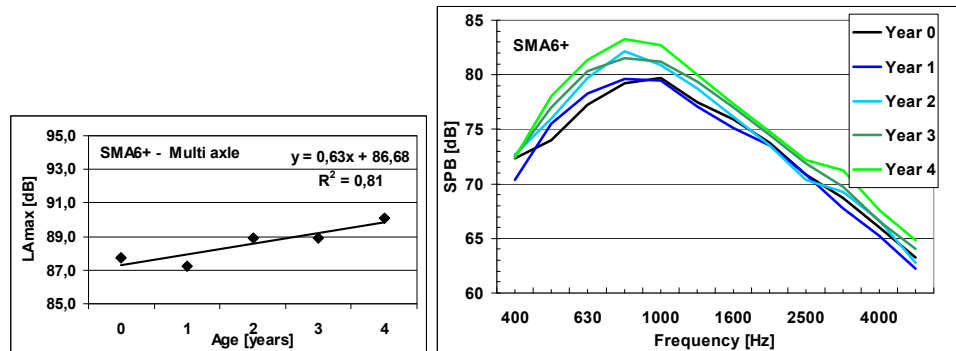 95,0
93,0
91,0
89,0
87,0
85,0
LAmax [dB]
SMA6+ - Multi axle
y = 0,63x + 86,68
R² = 0,81
0 1 2 3 4
Age [years]
85
80
75
70
65
60
SPB [dB]
SMA6+
Year 0
Year 1
Year 2
Year 3
Year 4
400 630 1000 1600 2500 4000
Frequency [Hz]